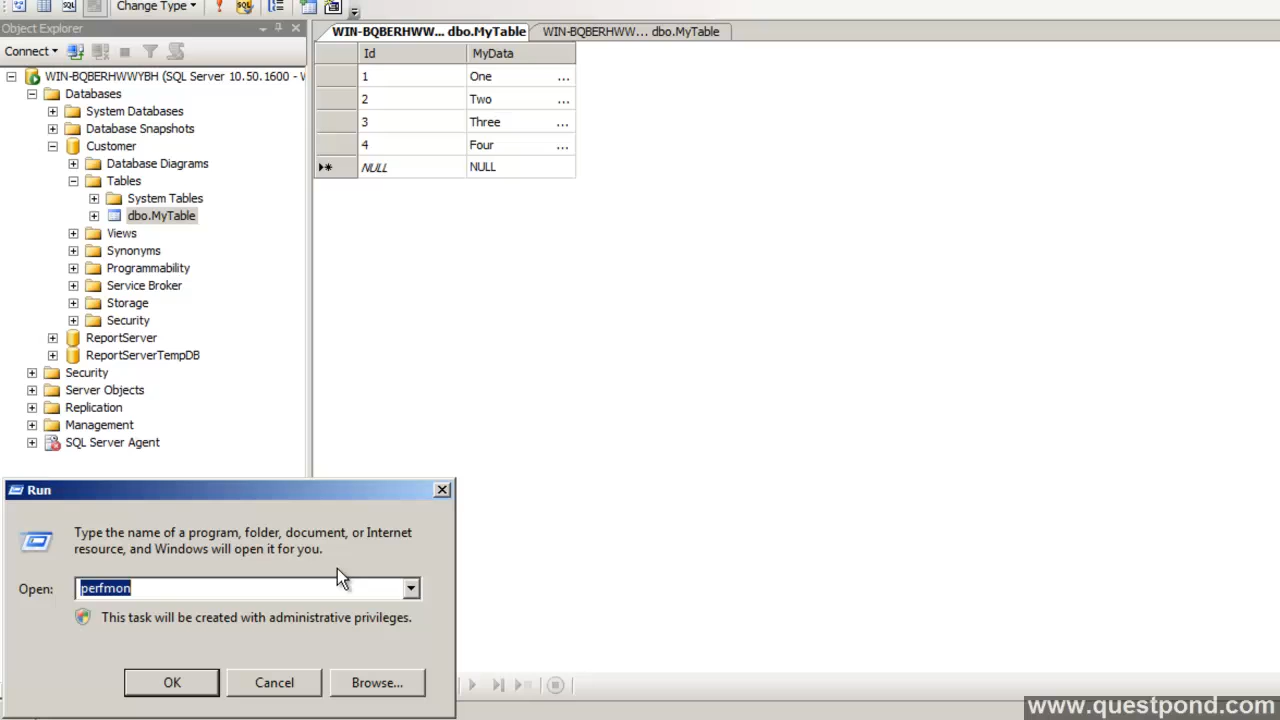 Change Type
Object Explorer
Connect
WIN-BQBERHWWYBH (SQL Server 10.50.1600 - W
Databases
System Databases
Database Snapshots
Customer
Database Diagrams
Tables
System Tables
dbo.MyTable
Views
Synonyms
Programmability
Service Broker
Storage
Security
ReportServer
ReportServerTempDB
Security
Server Objects
Replication
Management
SQL Server Agent
WIN-BQBERHWW... dbo.MyTable WIN-BQBERHWW... dbo.MyTable
Id MyData
1 One ...
2 Two ...
3 Three ...
4 Four ...
NULL NULL
Run
Type the name of a program, folder, document, or Internet
resource, and Windows will open it for you.
Open: perfmon
This task will be created with administrative privileges.
OK Cancel Browse...
www.questpond.com